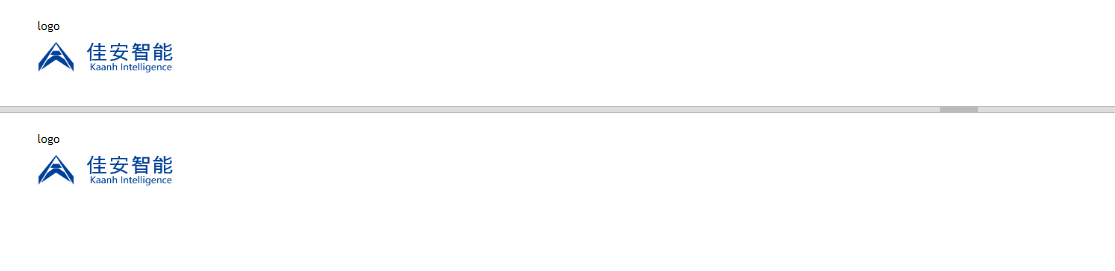 logo
佳安智能
Kaanh Intelligence
logo
佳安智能
Kaanh Intelligence